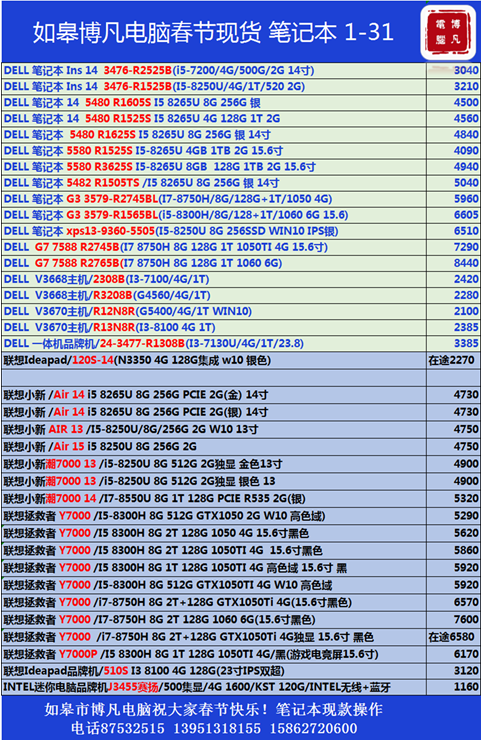 如皋博凡电脑春节现货 笔记本 1-31
博凡電腦
DELL 笔记本 Ins 14 3476-R2525B(i5-7200/4G/500G/2G 14寸) 3040
DELL 笔记本 Ins 14 3476-R1525B(I5-8250U/4G/1T/520 2G) 3210
DELL 笔记本 14 5480 R1605S I5 8265U 8G 256G 银 4500
DELL 笔记本 14 5480 R1525S I5 8265U 4G 128G 1T 2G 4560
DELL 笔记本 5480 R1625S I5 8265U 8G 256G 银 14寸 4840
DELL 笔记本 5580 R1525S I5-8265U 4GB 1TB 2G 15.6寸 4090
DELL 笔记本 5580 R3625S I5-8265U 8GB 128G 1TB 2G 15.6寸 4940
DELL 笔记本 5482 R1505TS /I5 8265U 8G 256G 银 14寸 5040
DELL 笔记本 G3 3579-R2745BL(I7-8750H/8G/128G+1T/1050 4G) 5960
DELL 笔记本 G3 3579-R1565BL(i5-8300H/8G/128+1T/1060 6G 15.6) 6605
DELL 笔记本 xps13-9360-5505(I5-8250U 8G 256SSD WIN10 IPS银) 6510
DELL G7 7588 R2745B(I7 8750H 8G 128G 1T 1050TI 4G 15.6寸) 7290
DELL G7 7588 R2765B(I7 8750H 8G 128G 1T 1060 6G) 8440
DELL V3668主机/2308B(I3-7100/4G/1T) 2420
DELL V3668主机/R3208B(G4560/4G/1T) 2280
DELL V3670主机/R12N8R(G5400/4G/1T WIN10) 2100
DELL V3670主机/R13N8R(I3-8100 4G 1T) 2385
DELL 一体机品牌机/24-3477-R1308B(I3-7130U/4G/1T/23.8) 3385
联想Ideapad/120S-14(N3350 4G 128G集成 w10 银色) 在途2270
联想小新 /Air 14 i5 8265U 8G 256G PCIE 2G(金) 14寸 4730
联想小新 /Air 14 i5 8265U 8G 256G PCIE 2G(银) 14寸 4730
联想小新 AIR 13 /I5-8250U/8G/256G 2G W10 13寸 4750
联想小新 /Air 15 i5 8250U 8G 256G 2G 4750
联想小新潮7000 13 /i5-8250U 8G 512G 2G独显 金色13寸 4900
联想小新潮7000 13 /i5-8250U 8G 512G 2G独显 银色 13 4900
联想小新潮7000 14 /I7-8550U 8G 1T 128G PCIE R535 2G(银) 5320
联想拯救者 Y7000 /I5-8300H 8G 512G GTX1050 2G W10 高色域) 5290
联想拯救者 Y7000 /I5 8300H 8G 2T 128G 1050 4G 15.6寸黑色 5620
联想拯救者 Y7000 /I5 8300H 8G 2T 128G 1050TI 4G 15.6寸黑色 5860
联想拯救者 Y7000 /I5 8300H 8G 1T 128G 1050TI 4G 高色域 15.6寸 黑 5920
联想拯救者 Y7000 /I5-8300H 8G 512G GTX1050TI 4G W10 高色域 5920
联想拯救者 Y7000 /i7-8750H 8G 2T+128G GTX1050Ti 4G(15.6寸黑色) 6570
联想拯救者 Y7000 /I7-8750H 8G 2T 128G 1060 6G(15.6寸黑色) 7600
联想拯救者 Y7000 /i7-8750H 8G 2T+128G GTX1050Ti 4G独显 15.6寸 黑色 在途6580
联想拯救者 Y7000P /I5 8300H 8G 1T 128G 1050TI 4G/黑(游戏电竞屏15.6寸) 6170
联想Ideapad品牌机/510S I3 8100 4G 128G(23寸IPS双超) 3120
INTEL迷你电脑品牌机J3455赛扬/500集显/4G 1600/KST 120G/INTEL无线+蓝牙 1160
如皋市博凡电脑祝大家春节快乐！笔记本现款操作
电话87532515 13951318155 15862720600